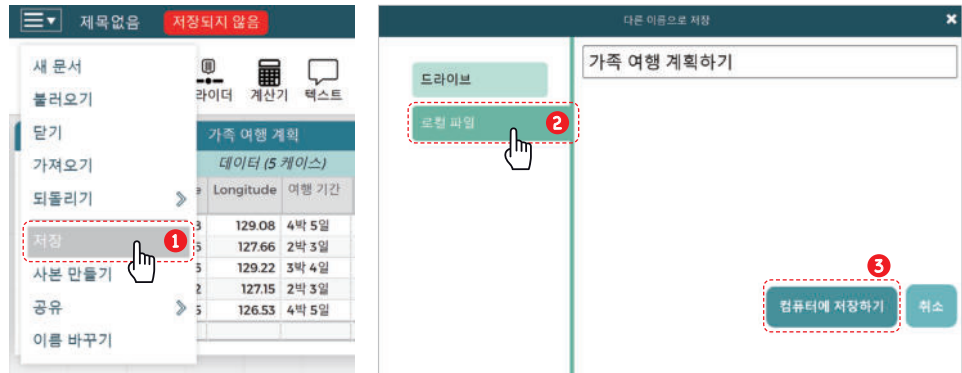 제목없음 저장되지 않음
새 문서
불러오기
닫기
가져오기
되돌리기
저장
1
사본 만들기
공유
이름 바꾸기
라이더 계산기 텍스트
가족 여행 계획
데이터 (5 케이스)
e Longitude 여행 기간
3 129.08 4박 5일
5 127.66 2박 3일
5 129.22 3박 4일
2 127.15 2박 3일
5 126.53 4박 5일
다른 이름으로 저장
가족 여행 계획하기
드라이브
로컬 파일
2
3
컴퓨터에 저장하기 취소